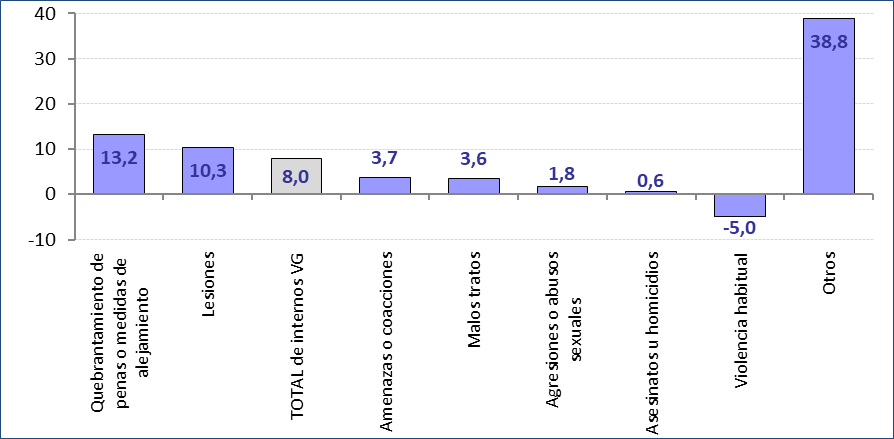 40
30
20
10
0
-10
13,2
10,3
8,0
3,7
3,6
1,8
0,6
-5,0
38,8
Quebrantamiento de
penas o medidas de
alejamiento
Lesiones
TOTAL de internos VG
Amenazas o coacciones
Malos tratos
Agresiones o abusos
sexuales
Asesinatos u homicidios
Violencia habitual
Otros